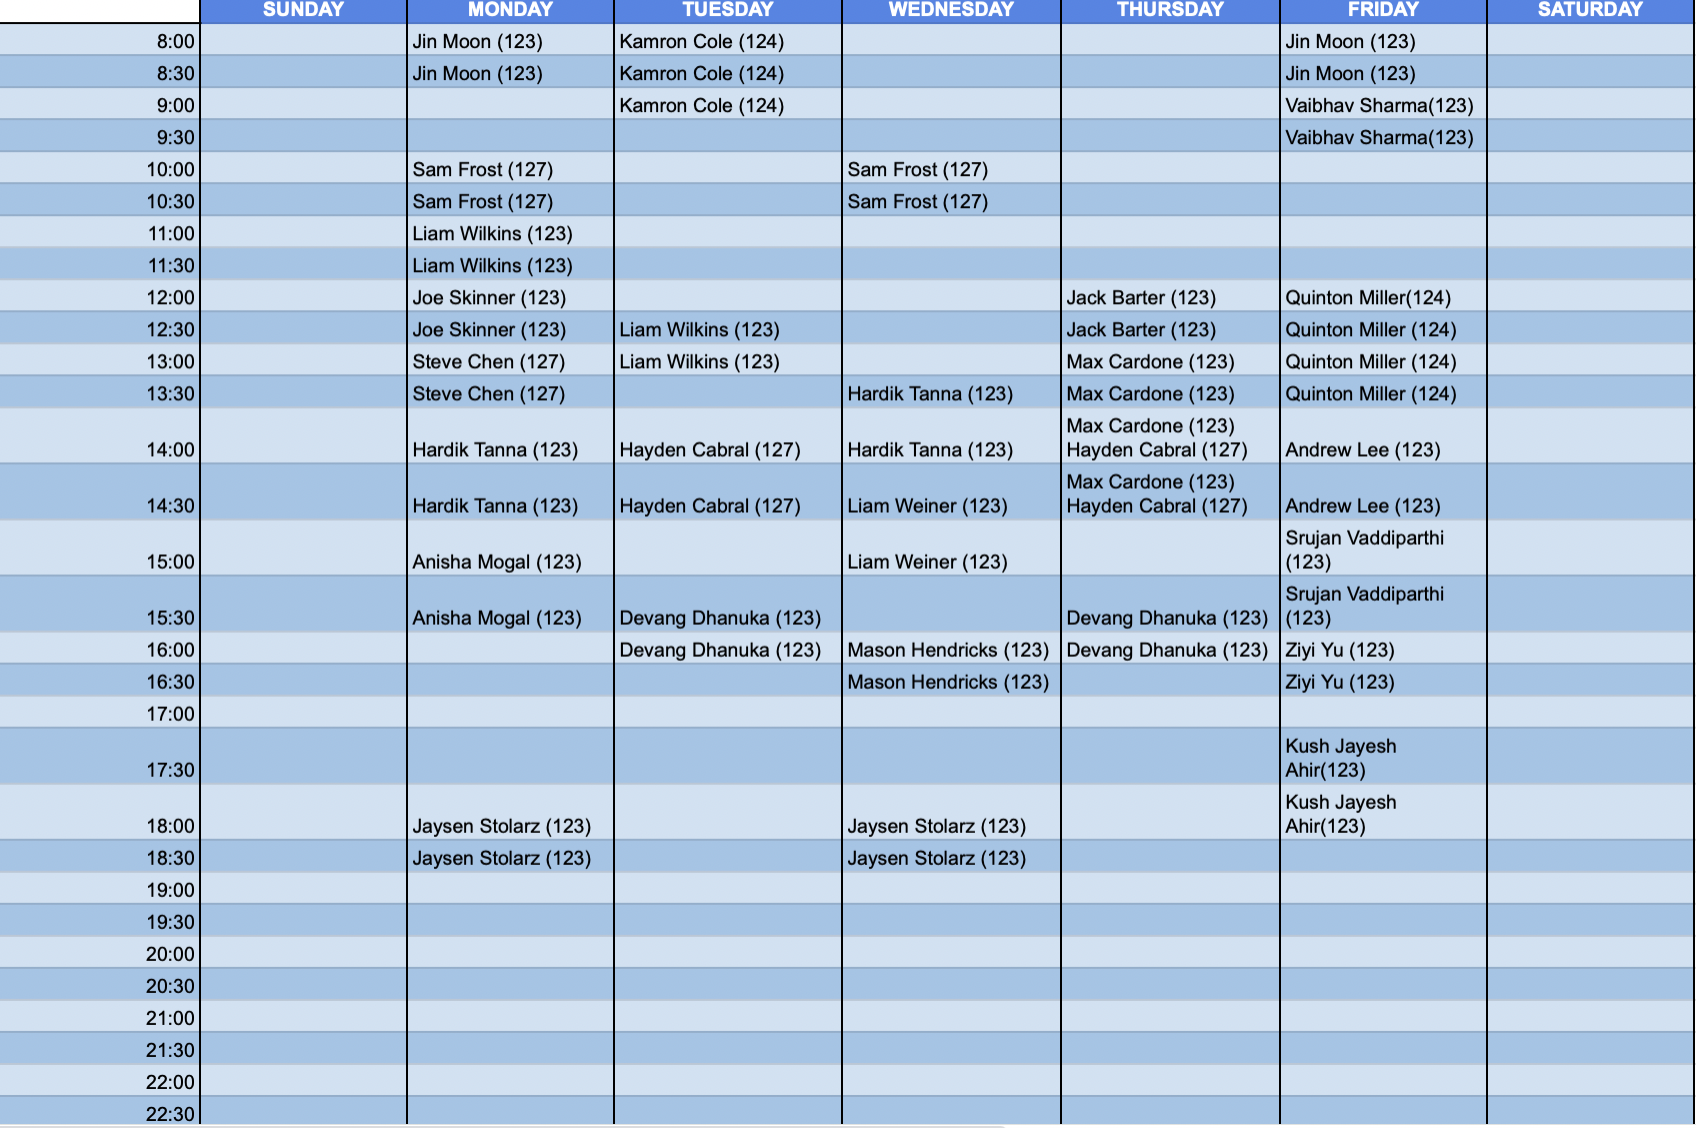 SUNDAY MONDAY TUESDAY WEDNESDAY THURSDAY FRIDAY SATURDAY
8:00 Jin Moon (123) Kamron Cole (124) Jin Moon (123)
8:30 Jin Moon (123) Kamron Cole (124) Jin Moon (123)
9:00 Kamron Cole (124) Vaibhav Sharma(123)
9:30 Vaibhav Sharma(123)
10:00 Sam Frost (127) Sam Frost (127)
10:30 Sam Frost (127) Sam Frost (127)
11:00 Liam Wilkins (123)
11:30 Liam Wilkins (123)
12:00 Joe Skinner (123) Jack Barter (123) Quinton Miller(124)
12:30 Joe Skinner (123) Liam Wilkins (123) Jack Barter (123) Quinton Miller (124)
13:00 Steve Chen (127) Liam Wilkins (123) Max Cardone (123) Quinton Miller (124)
13:30 Steve Chen (127) Hardik Tanna (123) Max Cardone (123) Quinton Miller (124)
Max Cardone (123)
14:00 Hardik Tanna (123) Hayden Cabral (127) Hardik Tanna (123) Hayden Cabral (127) Andrew Lee (123)
Max Cardone (123)
14:30 Hardik Tanna (123) Hayden Cabral (127) Liam Weiner (123) Hayden Cabral (127) Andrew Lee (123)
Srujan Vaddiparthi
15:00 Anisha Mogal (123) Liam Weiner (123) (123)
Srujan Vaddiparthi
15:30 Anisha Mogal (123) Devang Dhanuka (123) Devang Dhanuka (123) (123)
16:00 Devang Dhanuka (123) Mason Hendricks (123) Devang Dhanuka (123) Ziyi Yu (123)
16:30 Mason Hendricks (123) Ziyi Yu (123)
17:00
Kush Jayesh
17:30 Ahir(123)
Kush Jayesh
18:00 Jaysen Stolarz (123) Jaysen Stolarz (123) Ahir(123)
18:30 Jaysen Stolarz (123) Jaysen Stolarz (123)
19:00
19:30
20:00
20:30
21:00
21:30
22:00
22:30